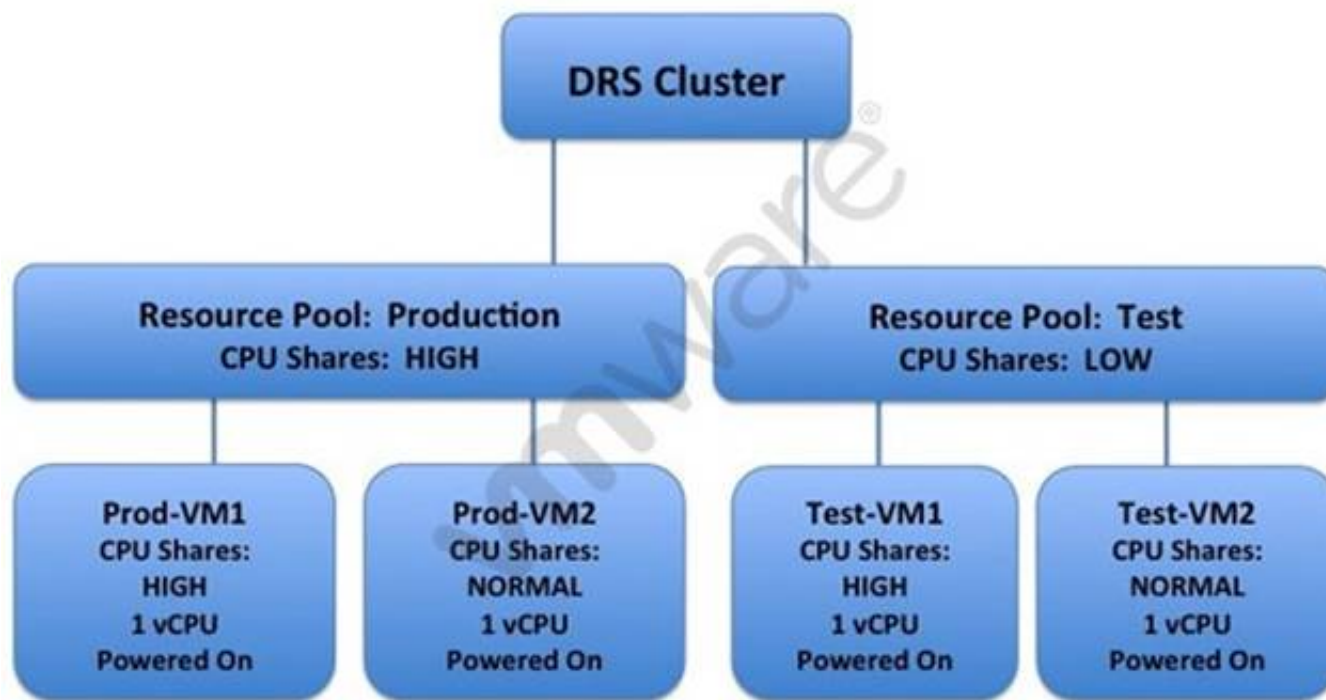 DRS Cluster
Resource Pool: Production
CPU Shares: HIGH
Resource Pool: Test
CPU Shares: LOW
Prod-VM1
CPU Shares:
HIGH
1 vCPU
Powered On
Prod-VM2
CPU Shares:
NORMAL
1 vCPU
Powered On
Test-VM1
CPU Shares:
HIGH
1 vCPU
Powered On
Test-VM2
CPU Shares:
NORMAL
1 vCPU
Powered On
vmware®